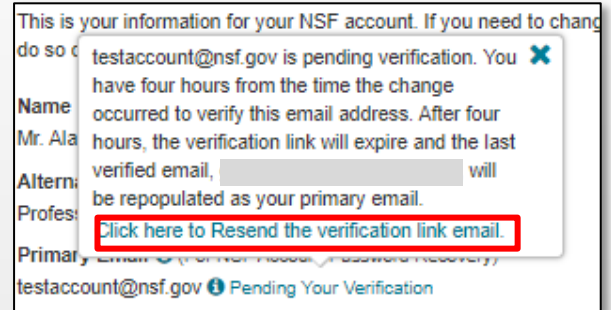 This is your information for your NSF account. If you need to chang
do so
testaccount@nsf.gov is pending verification. You
have four hours from the time the change
occurred to verify this email address. After four
hours, the verification link will expire and the last
verified email, will
be repopulated as your primary email.
Click here to Resend the verification link email.
Name
Mr. Ala
Altern
Profes
Primary Email (For NSF Account Password Recovery)
testaccount@nsf.gov Pending Your Verification